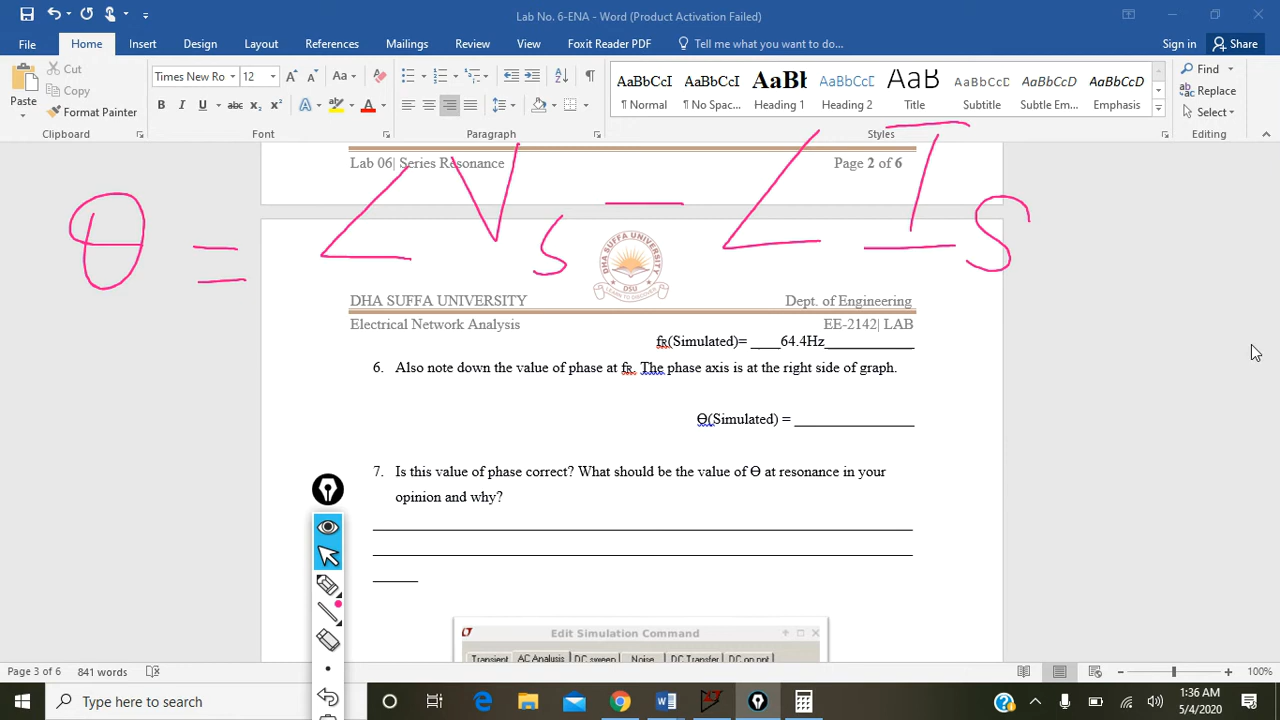 Lab No. 6-ENA - Word (Product Activation Failed)
File Home Insert Design Layout References Mailings Review View Foxit Reader PDF Tell me what you want to do... Sign in Share
Paste
Cut
Copy
Format Painter
Clipboard
Times New Ro 12 Aa
B I U abc x₂ x² A A
Font
Paragraph
AaBbCcI AaBbCcI AaBb AaBbCcI AaB AaBbCcD AaBbCcD AaBbCcD
¶ Normal ¶ No Spac... Heading 1 Heading 2 Title Subtitle Subtle Em... Emphasis
Styles
Find
Replace
Select
Editing
Lab 06| Series Resonance Page 2 of 6
θ = ∠Vs - ∠Is
DSU
DHA SUFFA UNIVERSITY Dept. of Engineering
Electrical Network Analysis EE-2142| LAB
fR(Simulated)= ____64.4Hz____________
6. Also note down the value of phase at fR. The phase axis is at the right side of graph.
Ɵ(Simulated) = ________________
7. Is this value of phase correct? What should be the value of Ɵ at resonance in your
opinion and why?
Edit Simulation Command
Transient AC Analysis DC sweep Noise DC Transfer DC op pnt
Page 3 of 6 841 words 100%
Type here to search
1:36 AM
5/4/2020